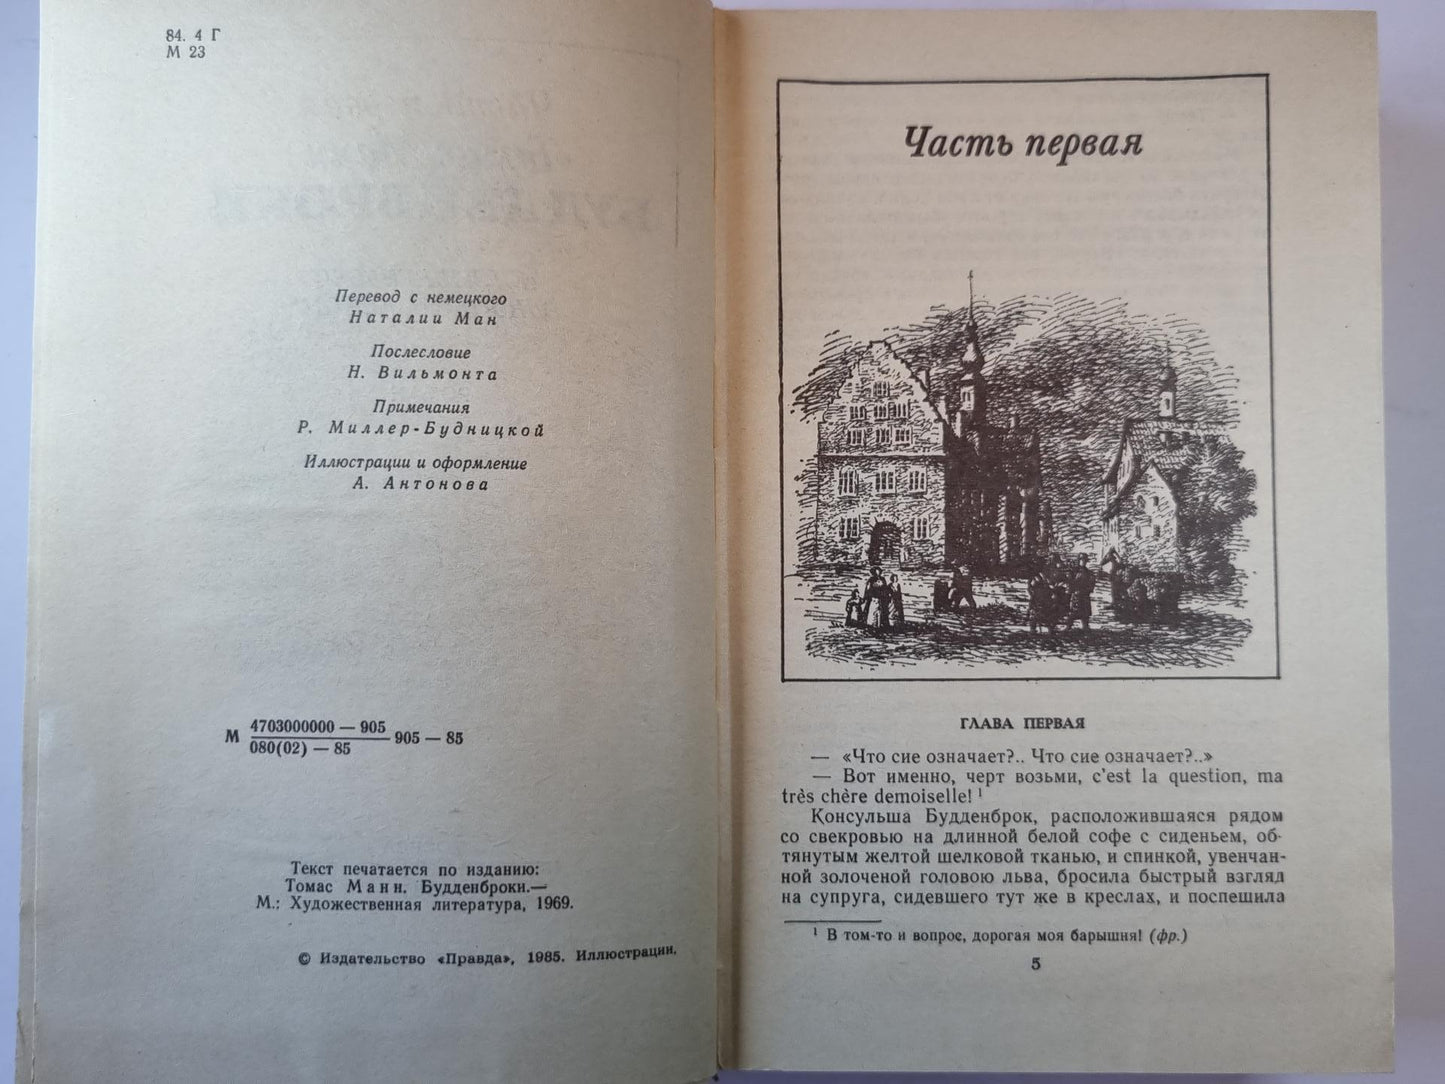 84. 4 Г
М 23
Перевод с немецкого
Наталии Ман
Послесловие
Н. Вильмонта
Примечания
Р. Миллер-Будницкой
Иллюстрации и оформление
А. Антонова
М 4703000000 — 905
080(02) — 85
905 — 85
Текст печатается по изданию:
Томас Манн. Будденброки.—
М.: Художественная литература, 1969.
© Издательство «Правда», 1985. Иллюстрации.
Часть первая
ГЛАВА ПЕРВАЯ
— «Что сие означает?.. Что сие означает?..»
— Вот именно, черт возьми, c'est la question, ma
très chère demoiselle! ¹
Консульша Будденброк, расположившаяся рядом
со свекровью на длинной белой софе с сиденьем, об-
тянутым желтой шелковой тканью, и спинкой, увенчан-
ной золоченой головою льва, бросила быстрый взгляд
на супруга, сидевшего тут же в креслах, и поспешила
¹ В том-то и вопрос, дорогая моя барышня! (фр.)
5